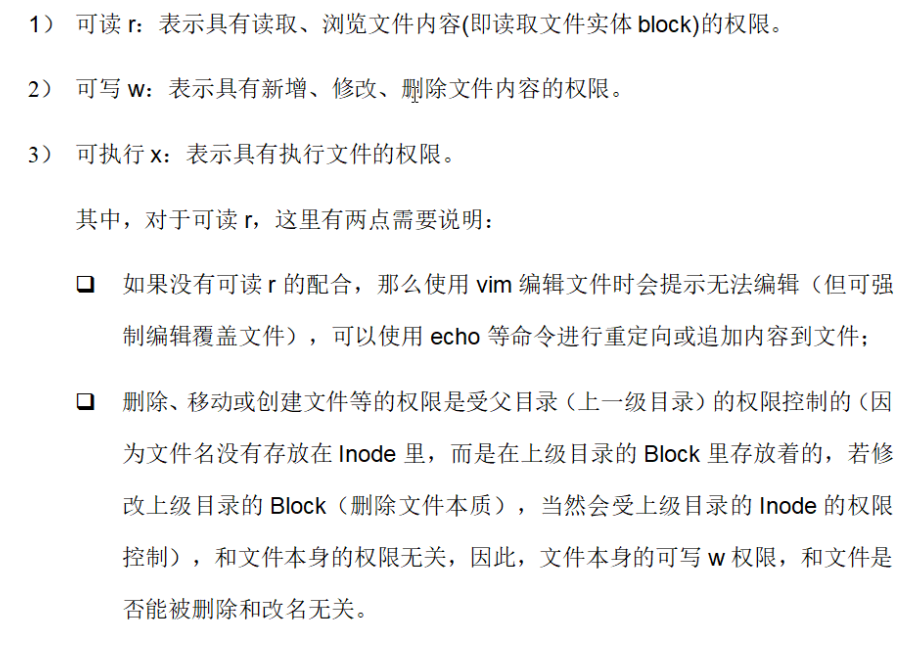 1） 可读 r：表示具有读取、浏览文件内容(即读取文件实体 block)的权限。
2） 可写 w：表示具有新增、修改、删除文件内容的权限。
3） 可执行 x：表示具有执行文件的权限。
其中，对于可读 r，这里有两点需要说明：
❑ 如果没有可读 r 的配合，那么使用 vim 编辑文件时会提示无法编辑（但可强
制编辑覆盖文件），可以使用 echo 等命令进行重定向或追加内容到文件；
❑ 删除、移动或创建文件等的权限是受父目录（上一级目录）的权限控制的（因
为文件名没有存放在 Inode 里，而是在上级目录的 Block 里存放着的，若修
改上级目录的 Block（删除文件本质），当然会受上级目录的 Inode 的权限
控制），和文件本身的权限无关，因此，文件本身的可写 w 权限，和文件是
否能被删除和改名无关。